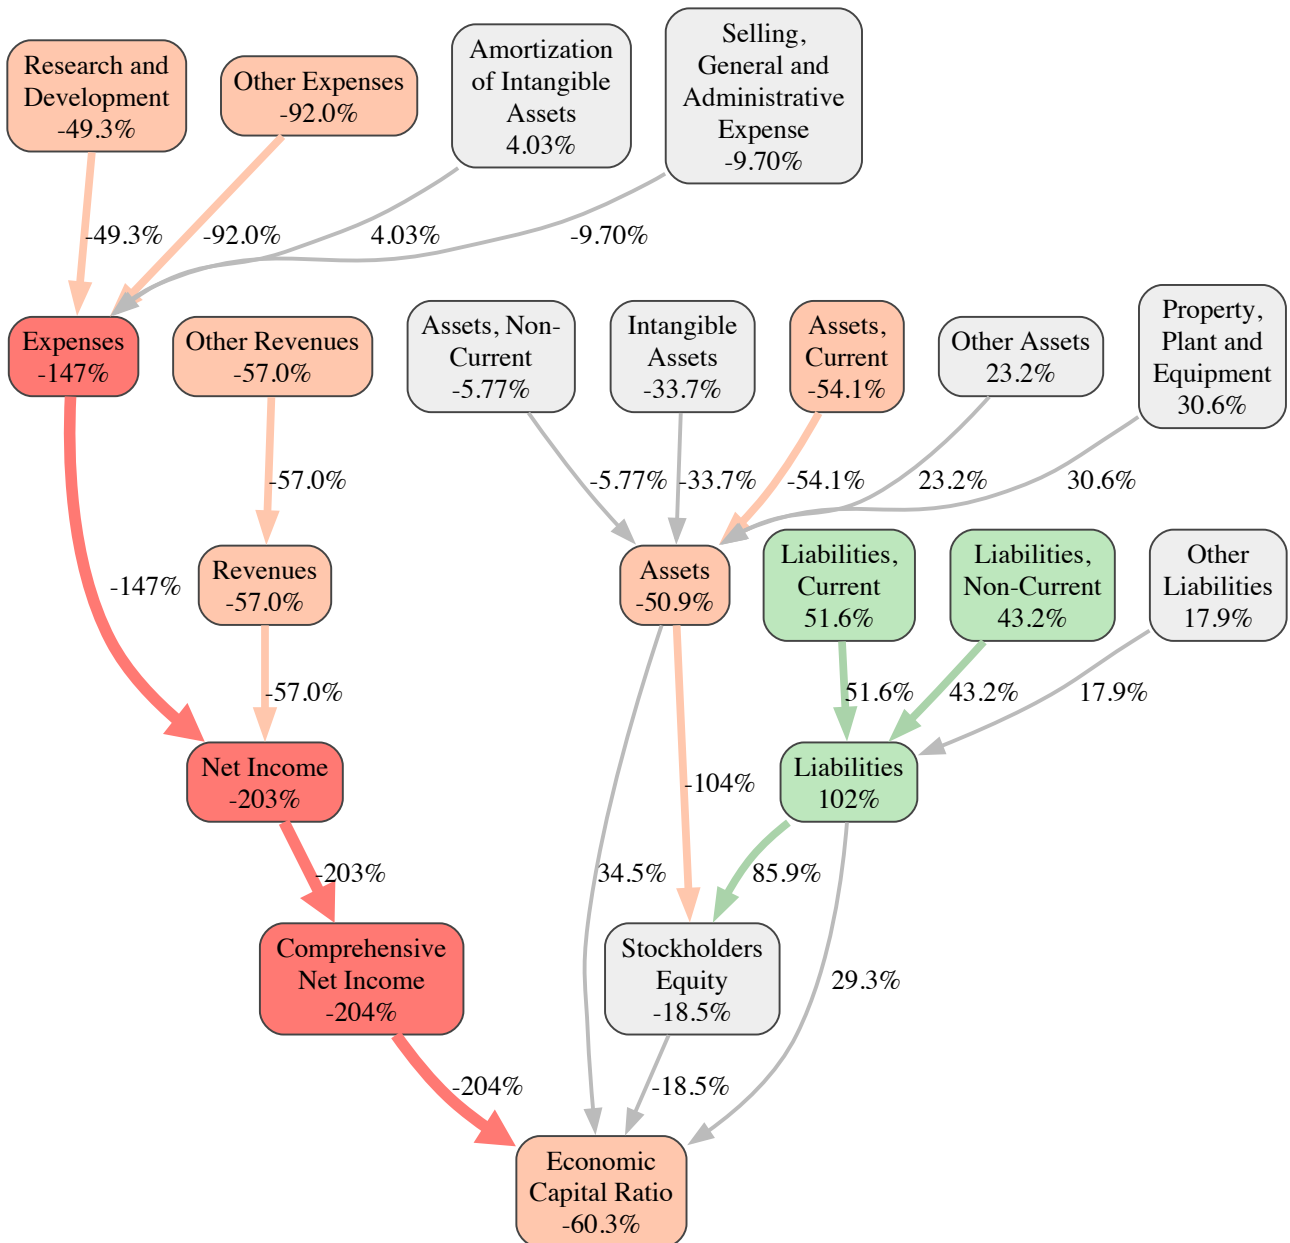 Research and
Development
-49.3%
Other Expenses
-92.0%
Amortization
of Intangible
Assets
4.03%
Selling,
General and
Administrative
Expense
-9.70%
-49.3%
-92.0%
4.03%
-9.70%
Expenses
-147%
Other Revenues
-57.0%
Assets, Non-
Current
-5.77%
Intangible
Assets
-33.7%
Assets,
Current
-54.1%
Other Assets
23.2%
Property,
Plant and
Equipment
30.6%
-57.0%
-5.77%
-33.7%
-54.1%
23.2%
30.6%
-147%
Revenues
-57.0%
Assets
-50.9%
Liabilities,
Current
51.6%
Liabilities,
Non-Current
43.2%
Other
Liabilities
17.9%
-57.0%
51.6%
43.2%
17.9%
Net Income
-203%
-104%
Liabilities
102%
-203%
34.5%
85.9%
Comprehensive
Net Income
-204%
Stockholders
Equity
-18.5%
29.3%
-204%
-18.5%
Economic
Capital Ratio
-60.3%